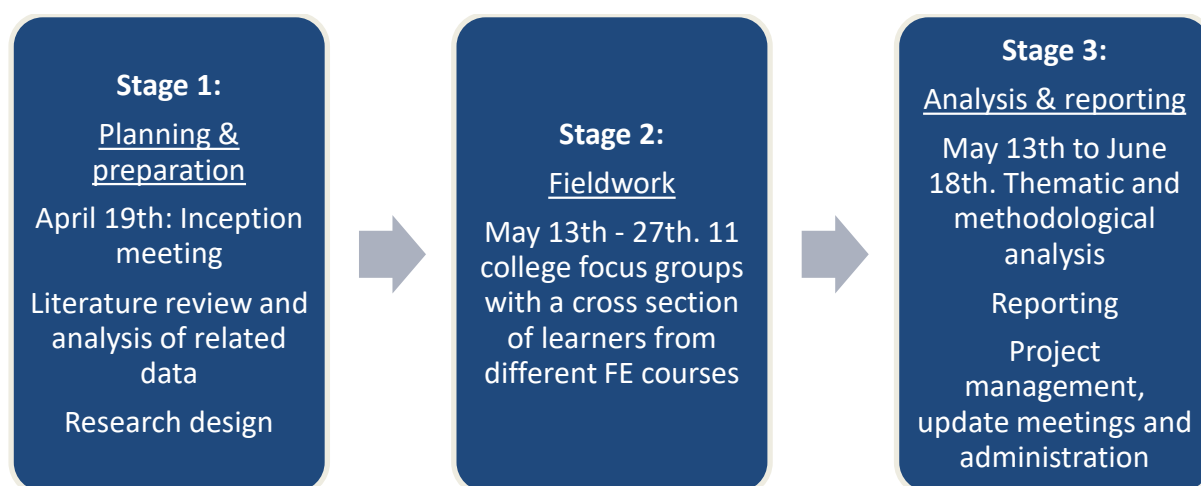 Stage 1:
Planning &
preparation
April 19th: Inception
meeting
Literature review and
analysis of related
data
Research design
Stage 2:
Fieldwork
May 13th - 27th. 11
college focus groups
with a cross section
of learners from
different FE courses
Stage 3:
Analysis & reporting
May 13th to June
18th. Thematic and
methodological
analysis
Reporting
Project
management,
update meetings and
administration